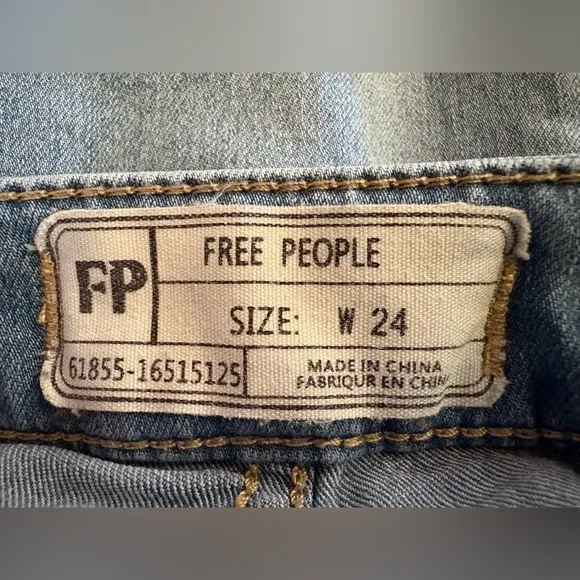 FP
FREE PEOPLE
SIZE: W 24
61855-16515125
MADE IN CHINA
FABRIQUR EN CHIN